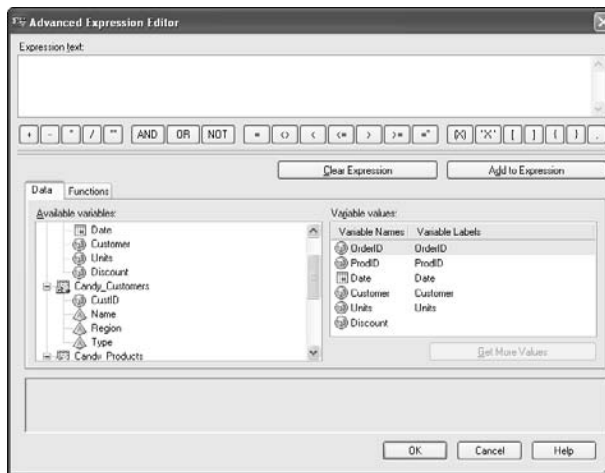 Advanced Expression Editor
Expression text:
+ - * / ** AND OR NOT = <> < <= > >= =* (X) 'X' [ ] ( ) .
Clear Expression Add to Expression
Data Functions
Available variables:
Date
Customer
Units
Discount
Candy_Customers
CustID
Name
Region
Type
Candy_Products
Variable values:
Variable Names Variable Labels
OrderID OrderID
ProdID ProdID
Date Date
Customer Customer
Units Units
Discount
Get More Values
OK Cancel Help